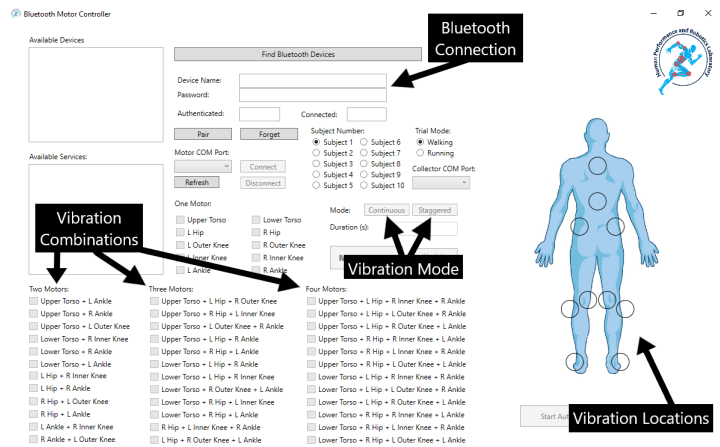 Bluetooth Motor Controller
Bluetooth
Connection
Available Devices
Find Bluetooth Devices
Human Performance and Robotics Laboratory
Device Name:
Password:
Authenticated:
Connected:
Pair
Forget
Subject Number:
Trial Mode:
Subject 1
Subject 6
Walking
Subject 2
Subject 7
Running
Subject 3
Subject 8
Subject 4
Subject 9
Subject 5
Subject 10
Collector COM Port:
Motor COM Port:
Connect
Refresh
Disconnect
Available Services:
One Motor:
Upper Torso
Lower Torso
L Hip
R Hip
L Outer Knee
R Outer Knee
L Inner Knee
R Inner Knee
L Ankle
R Ankle
Mode:
Continuous
Staggered
Duration (s):
Vibration
Combinations
Vibration Mode
Two Motors:
Upper Torso + L Ankle
Upper Torso + R Ankle
Upper Torso + L Outer Knee
Lower Torso + R Inner Knee
Lower Torso + R Ankle
Lower Torso + L Ankle
L Hip + R Inner Knee
L Hip + R Ankle
R Hip + L Outer Knee
R Hip + L Ankle
L Ankle + R Inner Knee
R Ankle + L Outer Knee
Three Motors:
Upper Torso + L Hip + R Outer Knee
Upper Torso + R Hip + L Inner Knee
Upper Torso + L Outer Knee + R Ankle
Upper Torso + L Hip + R Ankle
Upper Torso + R Hip + L Ankle
Lower Torso + L Hip + R Ankle
Lower Torso + R Hip + L Inner Knee
Lower Torso + R Outer Knee + L Ankle
Lower Torso + L Hip + R Outer Knee
Lower Torso + R Hip + L Ankle
L Hip + R Inner Knee + R Ankle
L Hip + R Outer Knee + L Ankle
Four Motors:
Upper Torso + L Hip + R Inner Knee + R Ankle
Upper Torso + L Hip + L Outer Knee + R Ankle
Upper Torso + R Hip + L Inner Knee + L Ankle
Upper Torso + R Hip + R Outer Knee + L Ankle
Upper Torso + R Hip + L Inner Knee + R Ankle
Upper Torso + L Hip + R Outer Knee + L Ankle
Lower Torso + L Hip + R Inner Knee + R Ankle
Lower Torso + L Hip + L Outer Knee + R Ankle
Lower Torso + R Hip + L Inner Knee + L Ankle
Lower Torso + R Hip + R Outer Knee + L Ankle
Lower Torso + R Hip + L Inner Knee + R Ankle
Lower Torso + L Hip + R Outer Knee + L Ankle
Start Aut
Vibration Locations